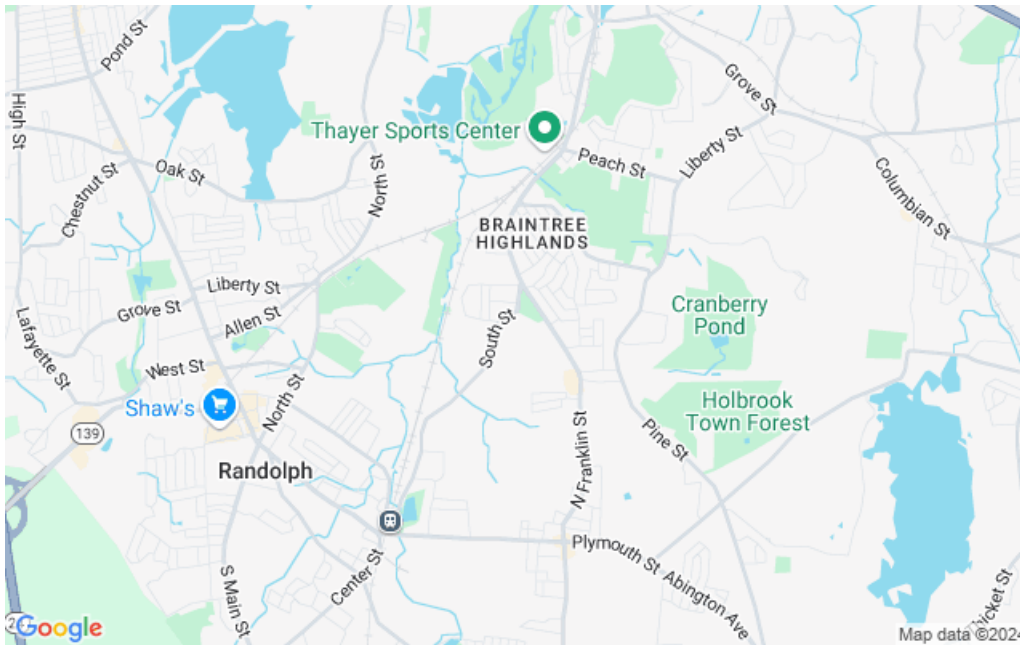 Pond St
High St
Chestnut St
Oak St
North St
Thayer Sports Center
Peach St
Liberty St
Grove St
Columbian St
BRAINTREE
HIGHLANDS
Liberty St
Grove St
Allen St
Lafayette St
West St
South St
Cranberry
Pond
Shaw's
North St
139
Holbrook
Town Forest
Pine St
Randolph
N Franklin St
Plymouth St
Abington Ave
Center St
S Main St
Google
Map data ©2024